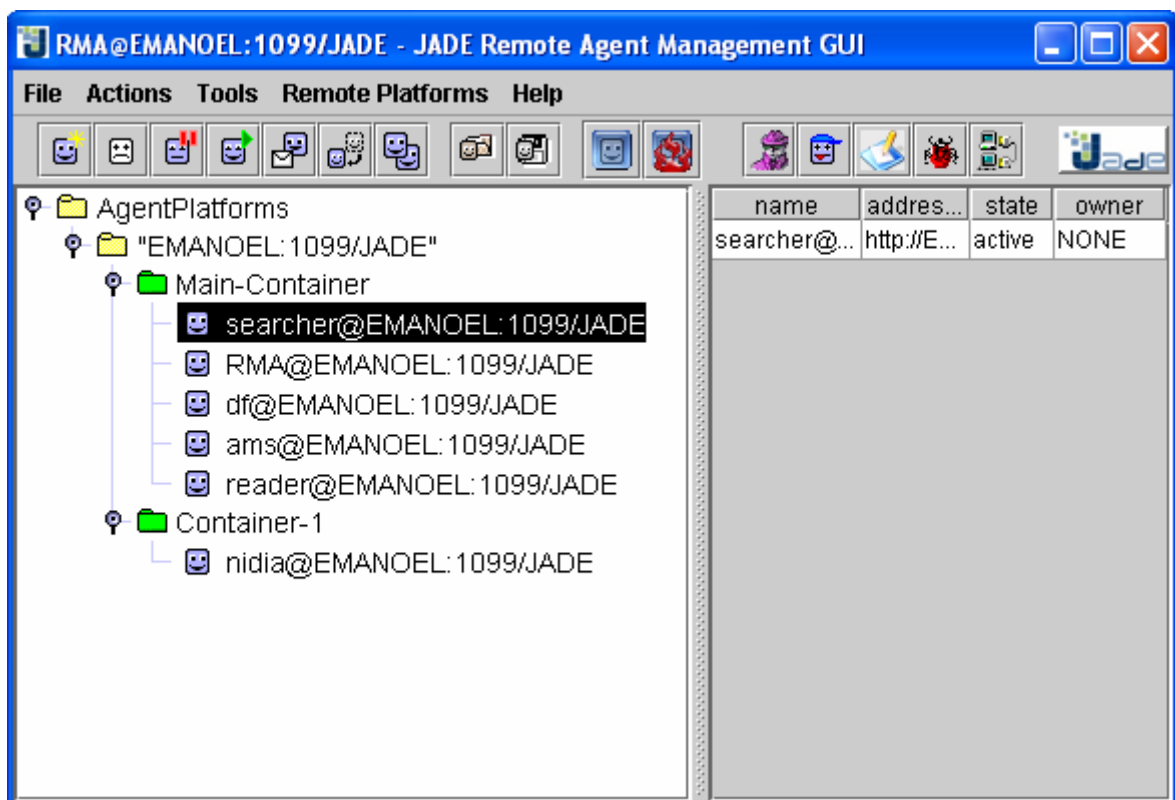 RMA@EMANOEL:1099/JADE - JADE Remote Agent Management GUI
File Actions Tools Remote Platforms Help
Jade
AgentPlatforms
"EMANOEL:1099/JADE"
Main-Container
searcher@EMANOEL:1099/JADE
RMA@EMANOEL:1099/JADE
df@EMANOEL:1099/JADE
ams@EMANOEL:1099/JADE
reader@EMANOEL:1099/JADE
Container-1
nidia@EMANOEL:1099/JADE
name addres... state owner
searcher@... http://E... active NONE